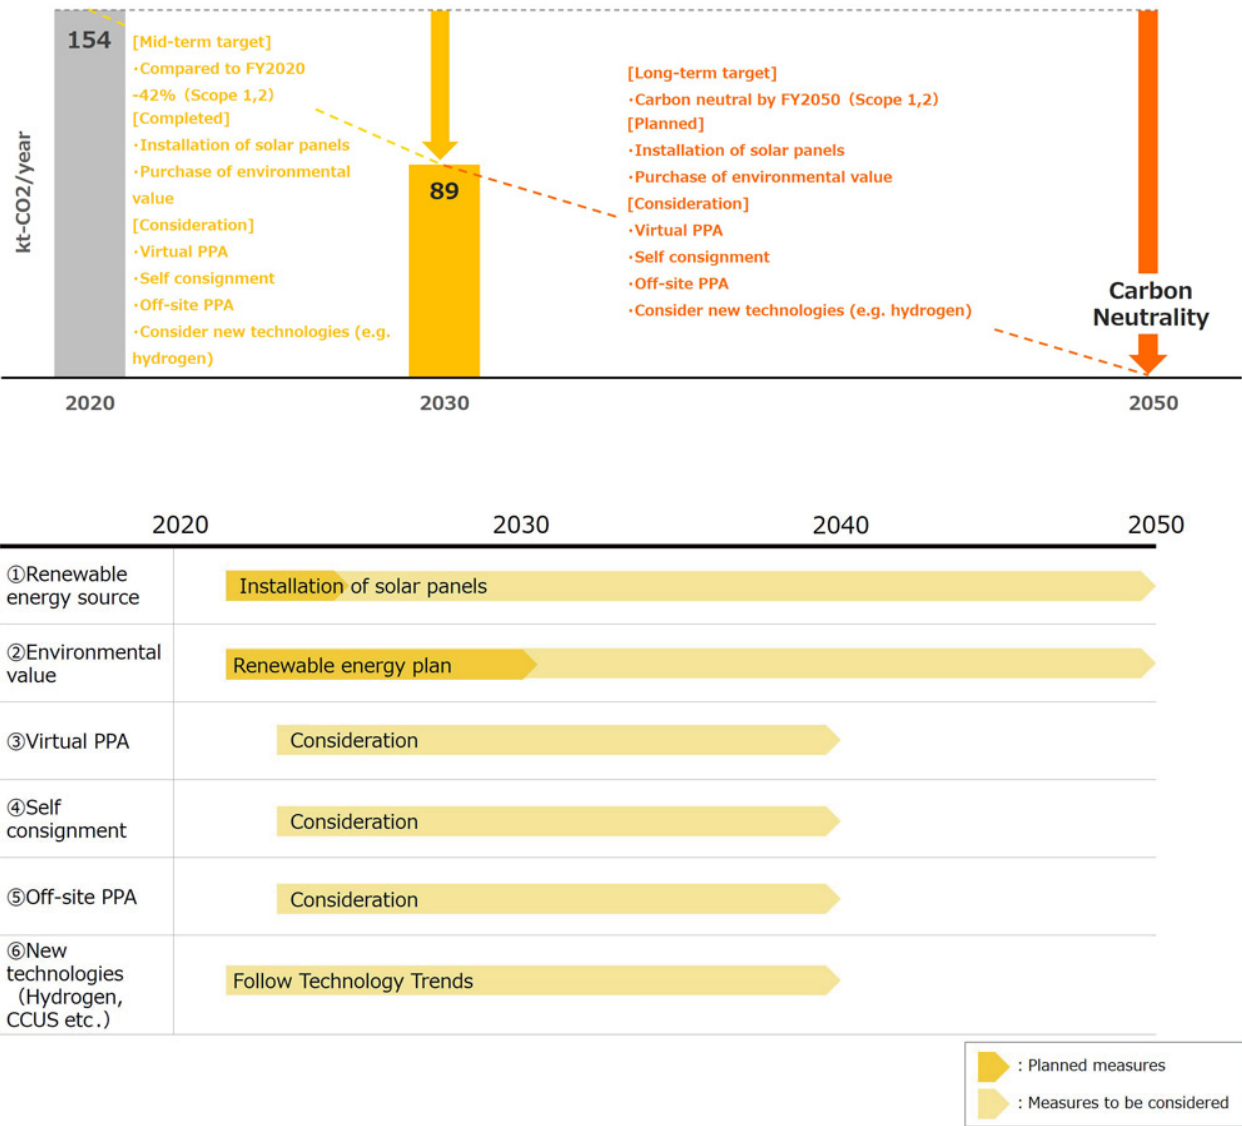 154
[Mid-term target]
・Compared to FY2020
-42%（Scope 1,2）
[Completed]
・Installation of solar panels
・Purchase of environmental
value
[Consideration]
・Virtual PPA
・Self consignment
・Off-site PPA
・Consider new technologies (e.g.
hydrogen)
89
[Long-term target]
・Carbon neutral by FY2050（Scope 1,2）
[Planned]
・Installation of solar panels
・Purchase of environmental value
[Consideration]
・Virtual PPA
・Self consignment
・Off-site PPA
・Consider new technologies (e.g. hydrogen)
Carbon
Neutrality
kt-CO2/year
2020
2030
2050
2020
2030
2040
2050
①Renewable
energy source
Installation of solar panels
②Environmental
value
Renewable energy plan
③Virtual PPA
Consideration
④Self
consignment
Consideration
⑤Off-site PPA
Consideration
⑥New
technologies
（Hydrogen,
CCUS etc.）
Follow Technology Trends
: Planned measures
: Measures to be considered